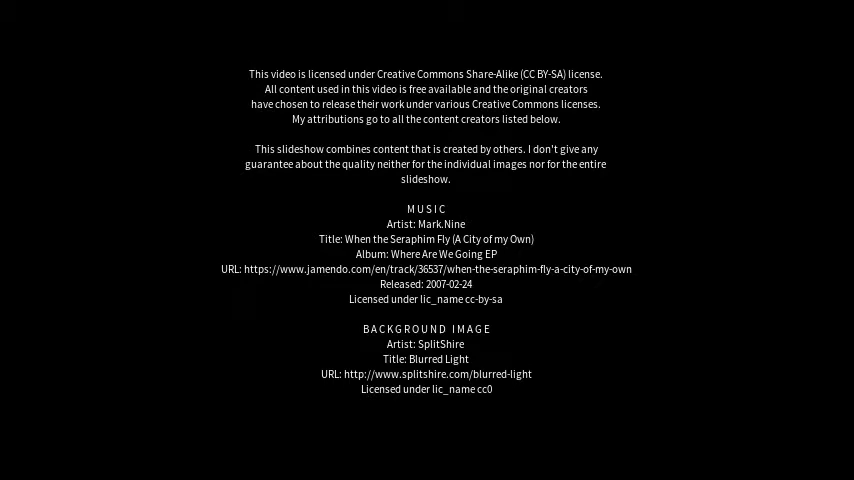 This video is licensed under Creative Commons Share-Alike (CC BY-SA) license.
All content used in this video is free available and the original creators
have chosen to release their work under various Creative Commons licenses.
My attributions go to all the content creators listed below.
This slideshow combines content that is created by others. I don't give any
guarantee about the quality neither for the individual images nor for the entire
slideshow.
MUSIC
Artist: Mark.Nine
Title: When the Seraphim Fly (A City of my Own)
Album: Where Are We Going EP
URL: https://www.jamendo.com/en/track/36537/when-the-seraphim-fly-a-city-of-my-own
Released: 2007-02-24
Licensed under lic_name cc-by-sa
BACKGROUND IMAGE
Artist: SplitShire
Title: Blurred Light
URL: http://www.splitshire.com/blurred-light
Licensed under lic_name cc0